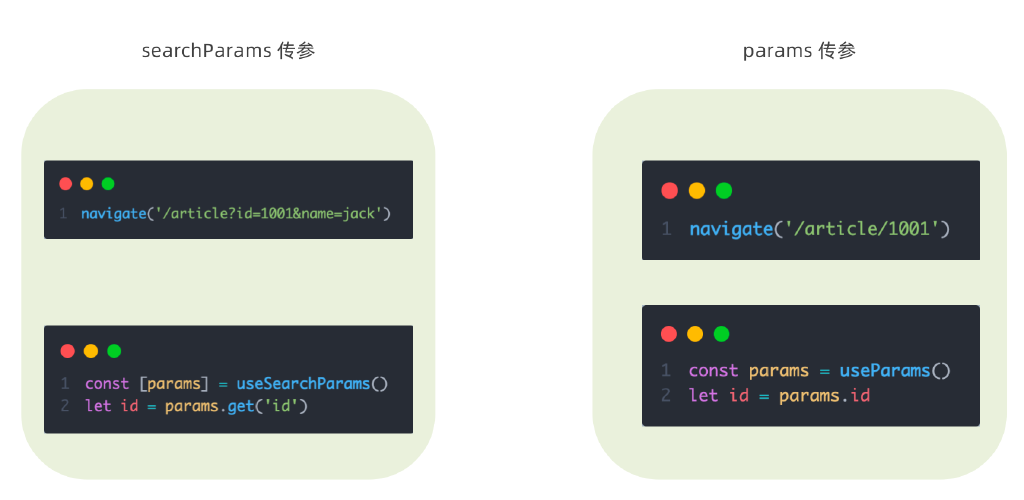 searchParams 传参
1 navigate('/article?id=1001&name=jack')
1 const [params] = useSearchParams()
2 let id = params.get('id')
params 传参
1 navigate('/article/1001')
1 const params = useParams()
2 let id = params.id